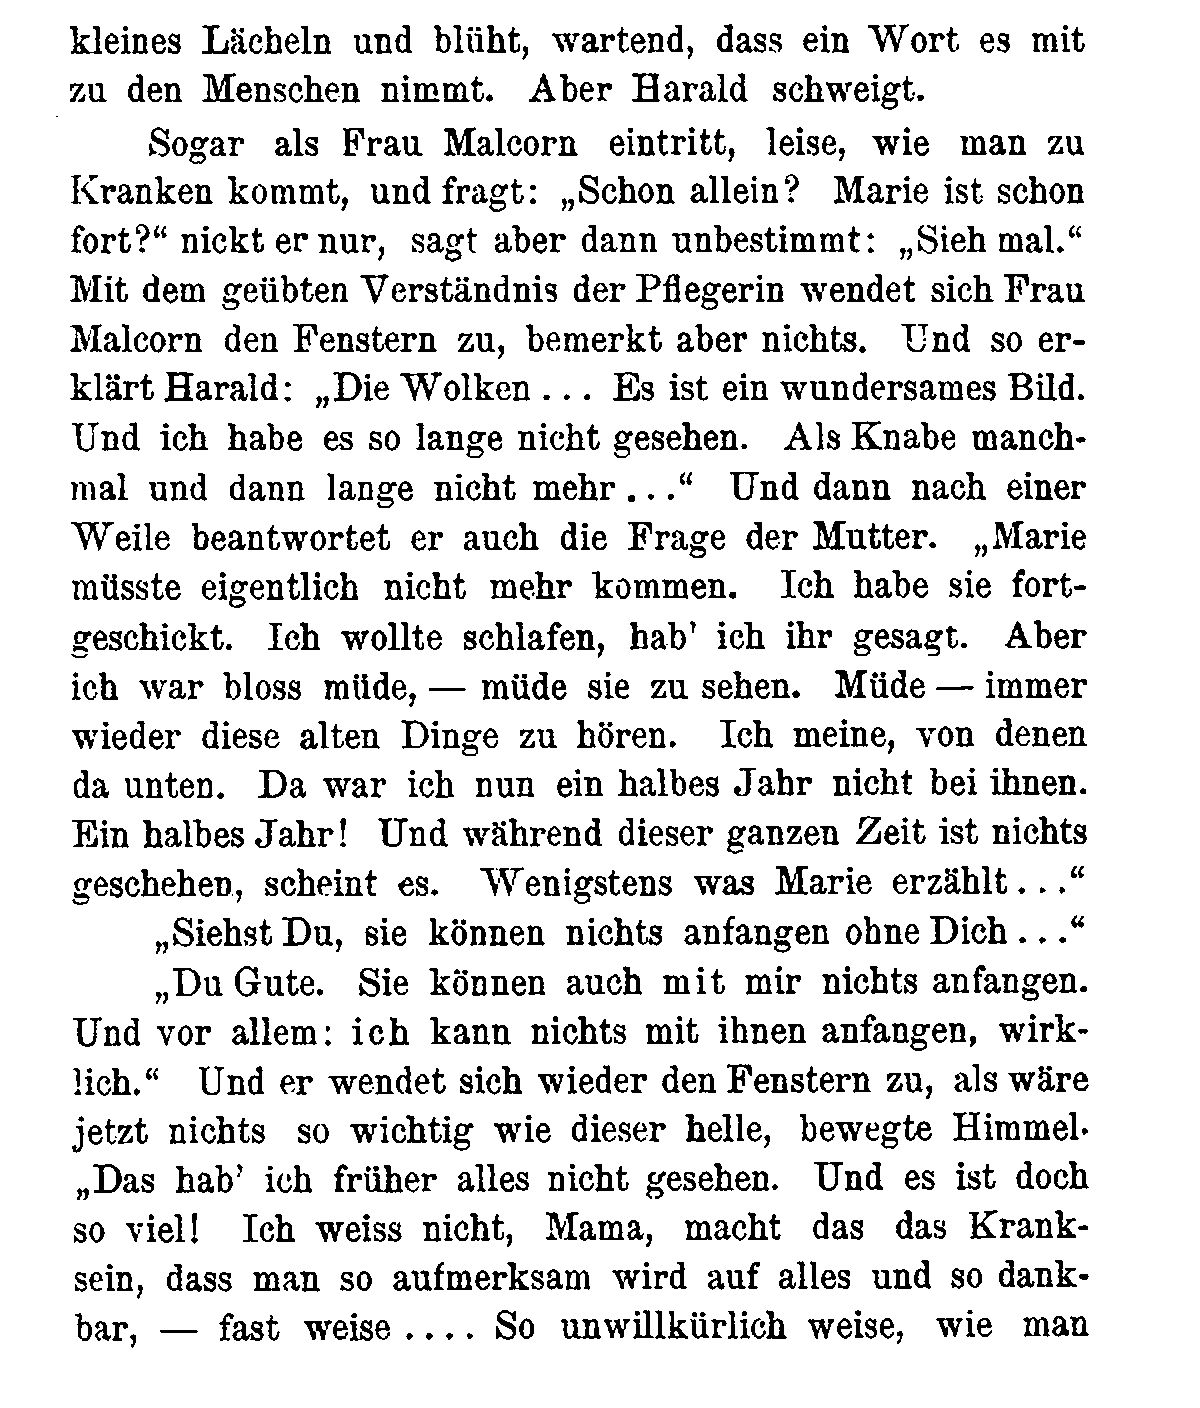 kleines Lächeln und blüht, wartend, dass ein Wort es mit
zu den Menschen nimmt. Aber Harald schweigt.
Sogar als Frau Malcorn eintritt, leise, wie man zu
Kranken kommt, und fragt: „Schon allein? Marie ist schon
fort?“ nickt er nur, sagt aber dann unbestimmt: „Sieh mal.“
Mit dem geübten Verständnis der Pflegerin wendet sich Frau
Malcorn den Fenstern zu, bemerkt aber nichts. Und so er-
klärt Harald: „Die Wolken ... Es ist ein wundersames Bild.
Und ich habe es so lange nicht gesehen. Als Knabe manch-
mal und dann lange nicht mehr ...“ Und dann nach einer
Weile beantwortet er auch die Frage der Mutter. „Marie
müsste eigentlich nicht mehr kommen. Ich habe sie fort-
geschickt. Ich wollte schlafen, hab' ich ihr gesagt. Aber
ich war bloss müde, — müde sie zu sehen. Müde — immer
wieder diese alten Dinge zu hören. Ich meine, von denen
da unten. Da war ich nun ein halbes Jahr nicht bei ihnen.
Ein halbes Jahr! Und während dieser ganzen Zeit ist nichts
geschehen, scheint es. Wenigstens was Marie erzählt ...“
„Siehst Du, sie können nichts anfangen ohne Dich ...“
„Du Gute. Sie können auch mit mir nichts anfangen.
Und vor allem: ich kann nichts mit ihnen anfangen, wirk-
lich.“ Und er wendet sich wieder den Fenstern zu, als wäre
jetzt nichts so wichtig wie dieser helle, bewegte Himmel.
„Das hab' ich früher alles nicht gesehen. Und es ist doch
so viel! Ich weiss nicht, Mama, macht das das Krank-
sein, dass man so aufmerksam wird auf alles und so dank-
bar, — fast weise .... So unwillkürlich weise, wie man